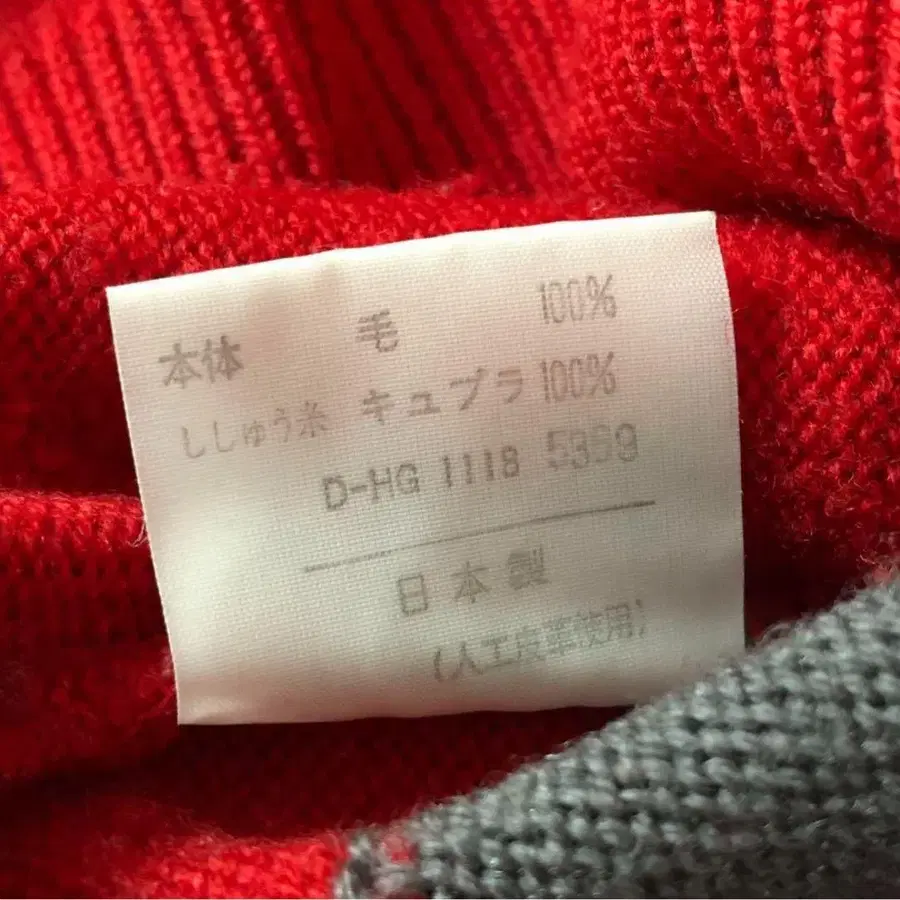 本体 毛 100%
ししゅう糸 キュプラ 100%
D-HG 1118 5369
日本製
(人工皮革使用)